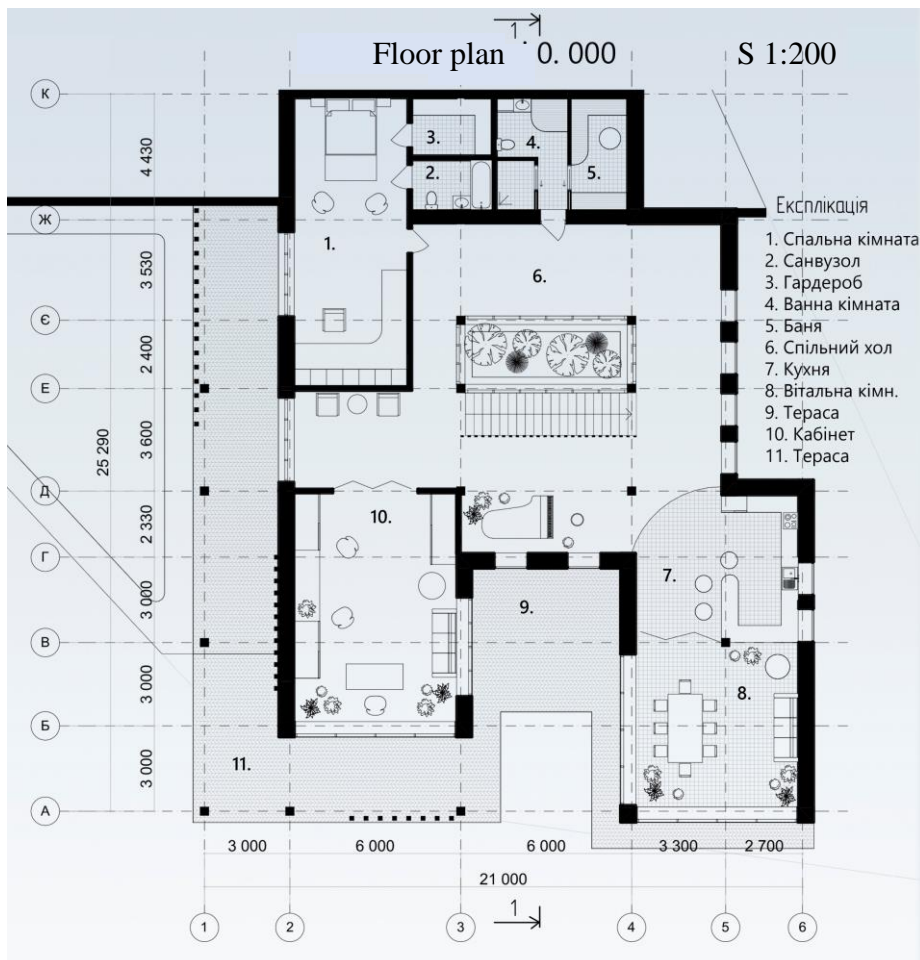 1
Floor plan 0.000 S 1:200
К
Ж
Є
Е
Д
Г
В
Б
А
25 290
4 430
3 530
2 400
3 600
2 330
3 000
3 000
3 000
1.
2.
3.
4.
5.
6.
7.
8.
9.
10.
11.
Експлікація
1. Спальна кімната
2. Санвузол
3. Гардероб
4. Ванна кімната
5. Баня
6. Спільний хол
7. Кухня
8. Вітальна кімн.
9. Тераса
10. Кабінет
11. Тераса
3 000 6 000 6 000 3 300 2 700
21 000
1
1 2 3 4 5 6